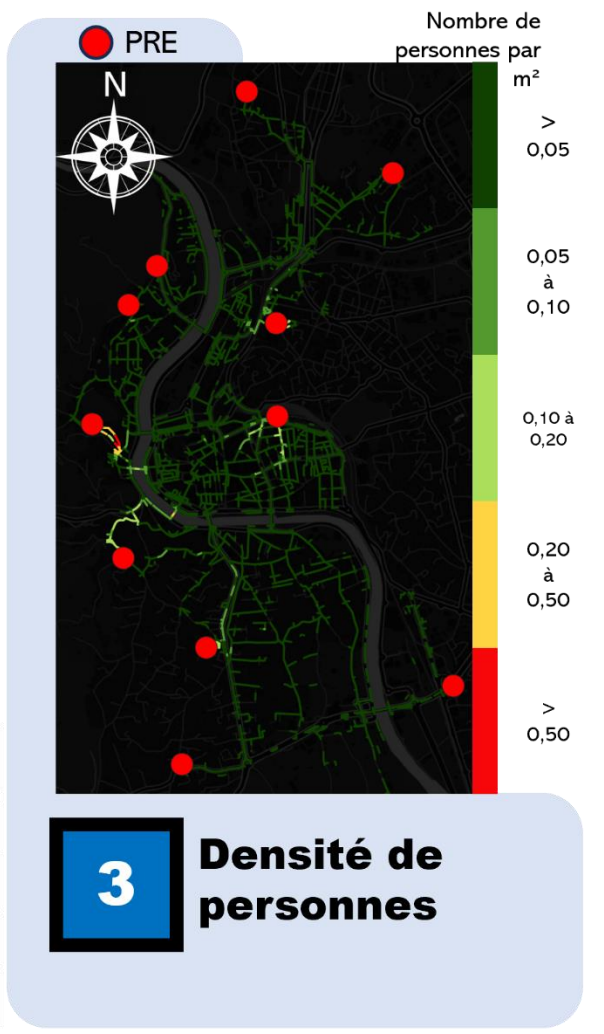 PRE
Nombre de
personnes par
m²
N
>
0,05
0,05
à
0,10
0,10 à
0,20
0,20
à
0,50
>
0,50
3
Densité de
personnes